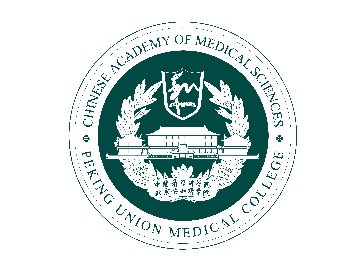 CHINESE ACADEMY OF MEDICAL SCIENCES
PEKING UNION MEDICAL COLLEGE